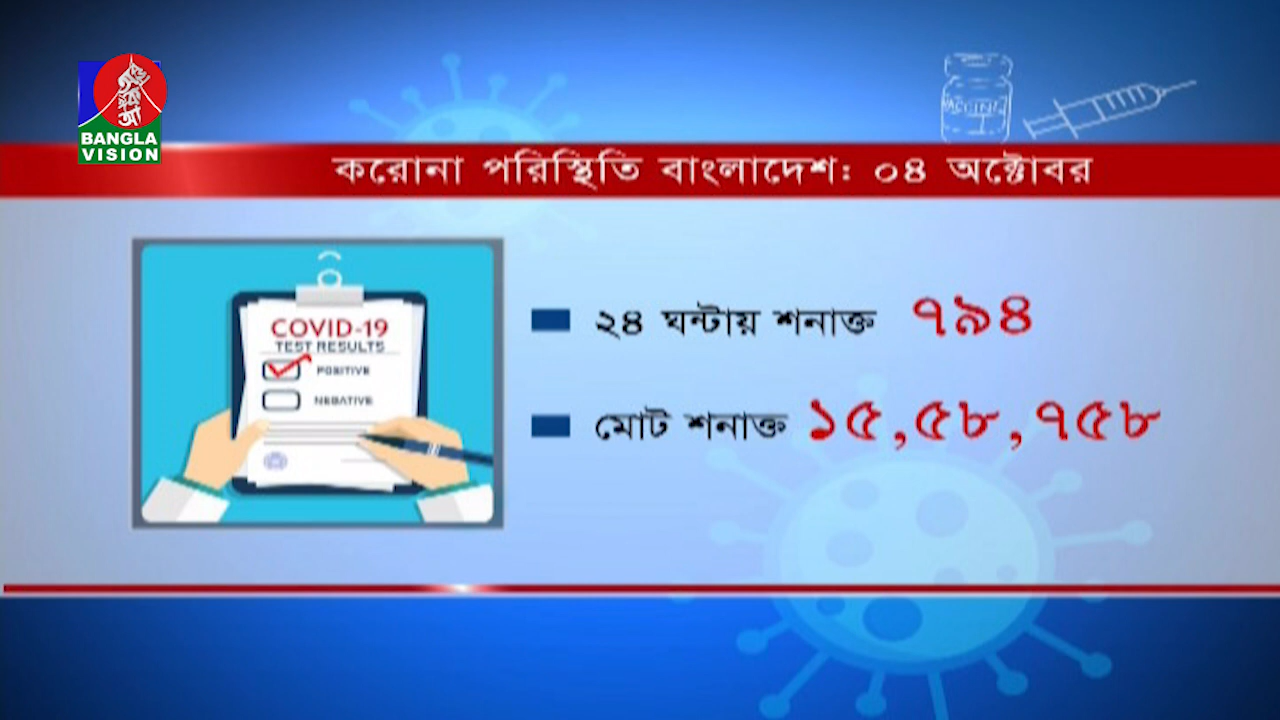 BANGLA
VISION
VACCINE
করোনা পরিস্থিতি বাংলাদেশ: ০৪ অক্টোবর
COVID-19
TEST RESULTS
POSITIVE
NEGATIVE
২৪ ঘন্টায় শনাক্ত ৭৯৪
মোট শনাক্ত ১৫,৫৮,৭৫৮